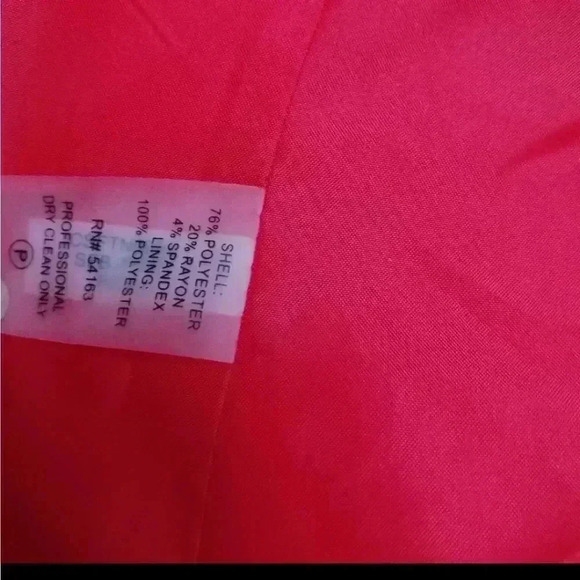 SHELL:
76% POLYESTER
20% RAYON
4% SPANDEX
LINING:
100% POLYESTER
RN# 54163
PROFESSIONAL
DRY CLEAN ONLY
P